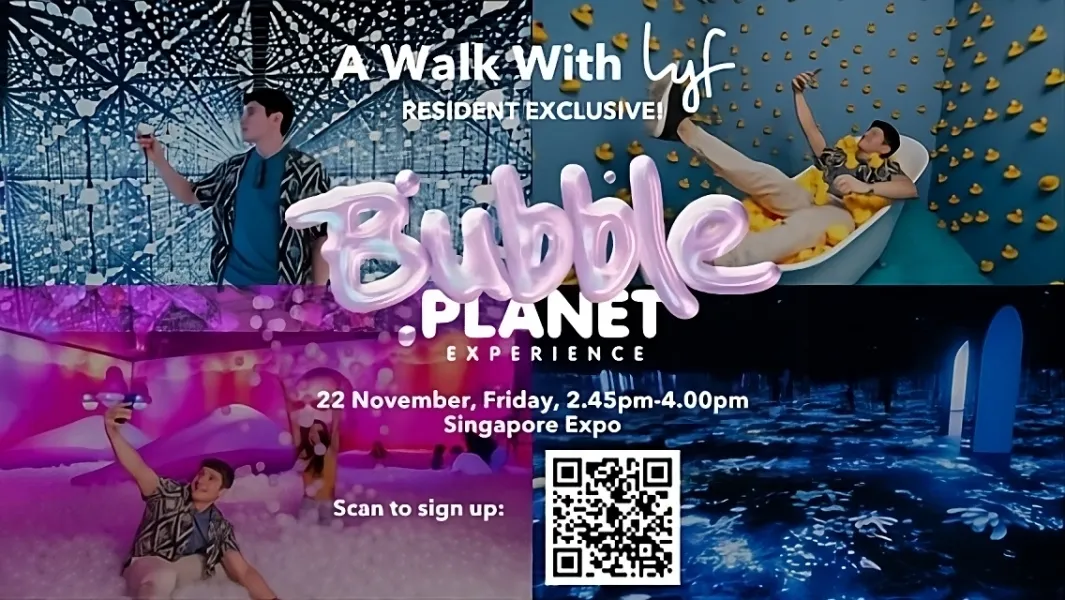 A Walk With lyf
RESIDENT EXCLUSIVE!
Bubble
PLANET
EXPERIENCE
22 November, Friday, 2.45pm-4.00pm
Singapore Expo
Scan to sign up: